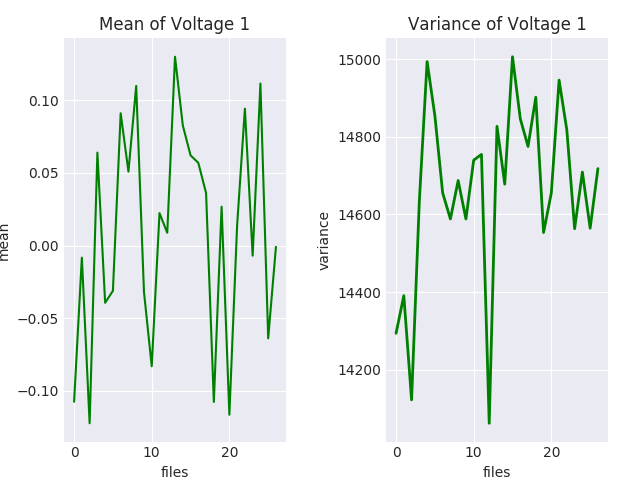 Mean of Voltage 1
0.10
0.05
0.00
−0.05
−0.10
mean
0
10
20
files
Variance of Voltage 1
15000
14800
14600
14400
14200
variance
0
10
20
files